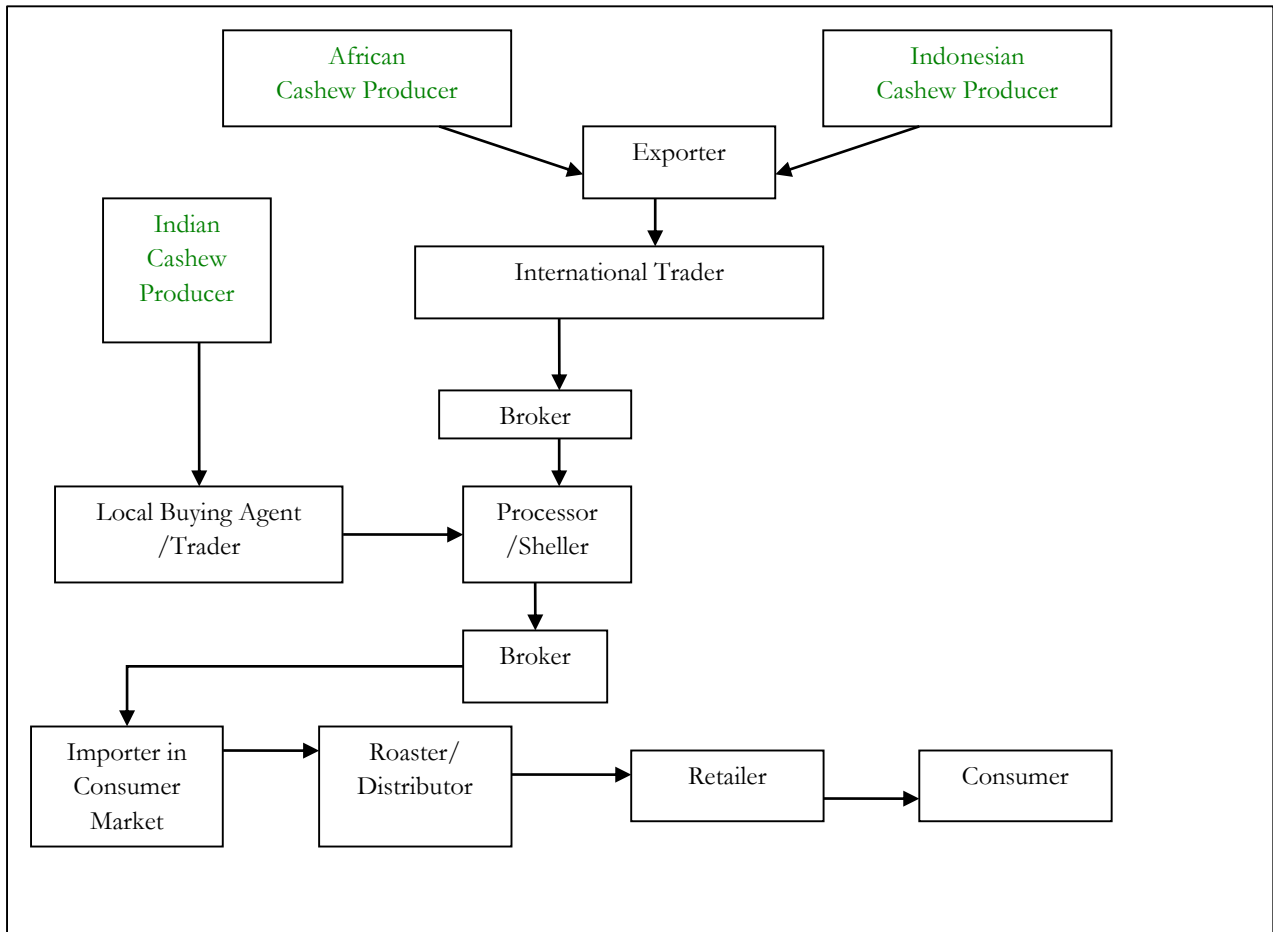 African
Cashew Producer
Indonesian
Cashew Producer
Exporter
Indian
Cashew
Producer
International Trader
Broker
Local Buying Agent
/Trader
Processor
/Sheller
Broker
Importer in
Consumer
Market
Roaster/
Distributor
Retailer
Consumer